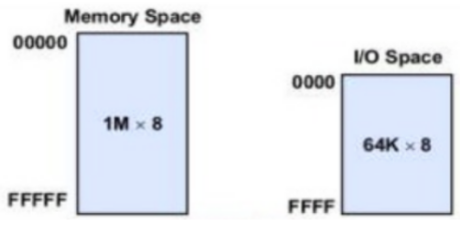 Memory Space
00000
1M × 8
FFFFF
I/O Space
0000
64K × 8
FFFF